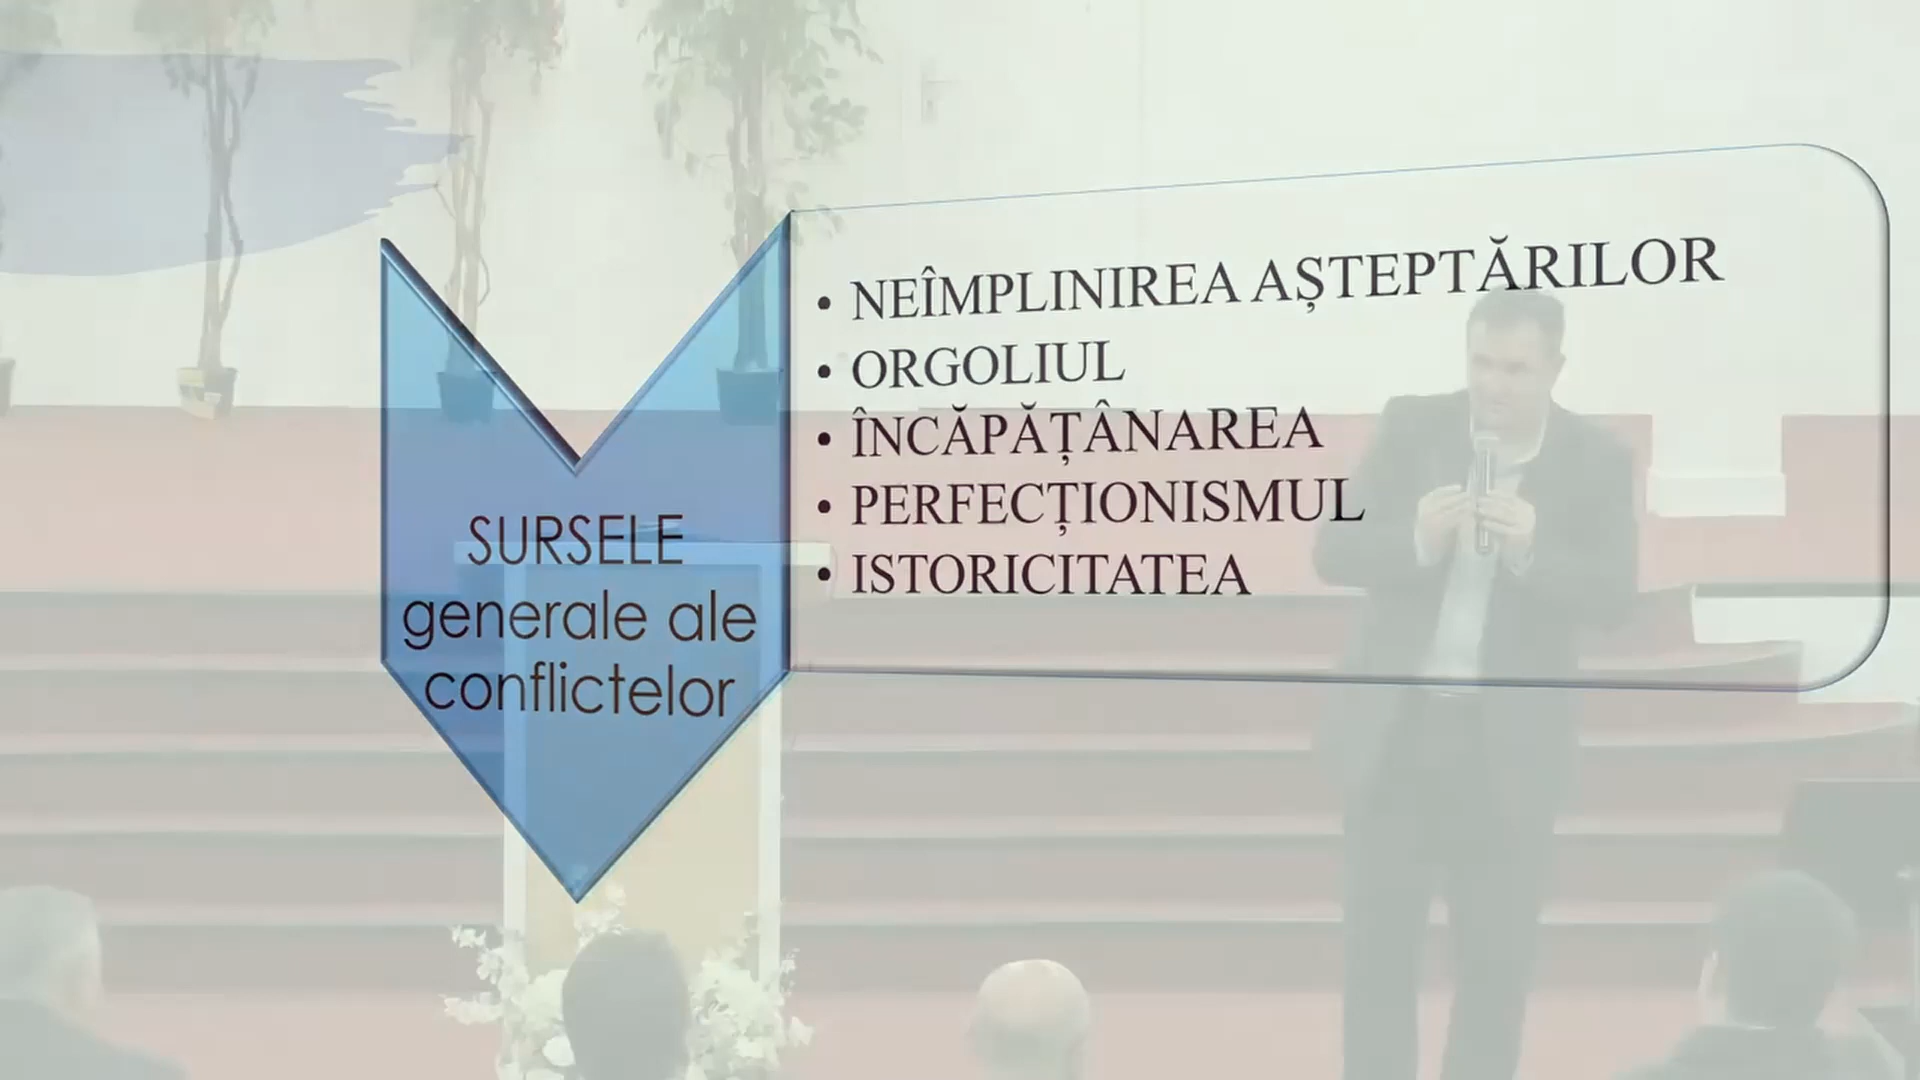 SURSELE
generale ale
conflictelor
• NEÎMPLINIREA AȘTEPTĂRILOR
• ORGOLIUL
• ÎNCĂPĂȚÂNAREA
• PERFECȚIONISMUL
• ISTORICITATEA